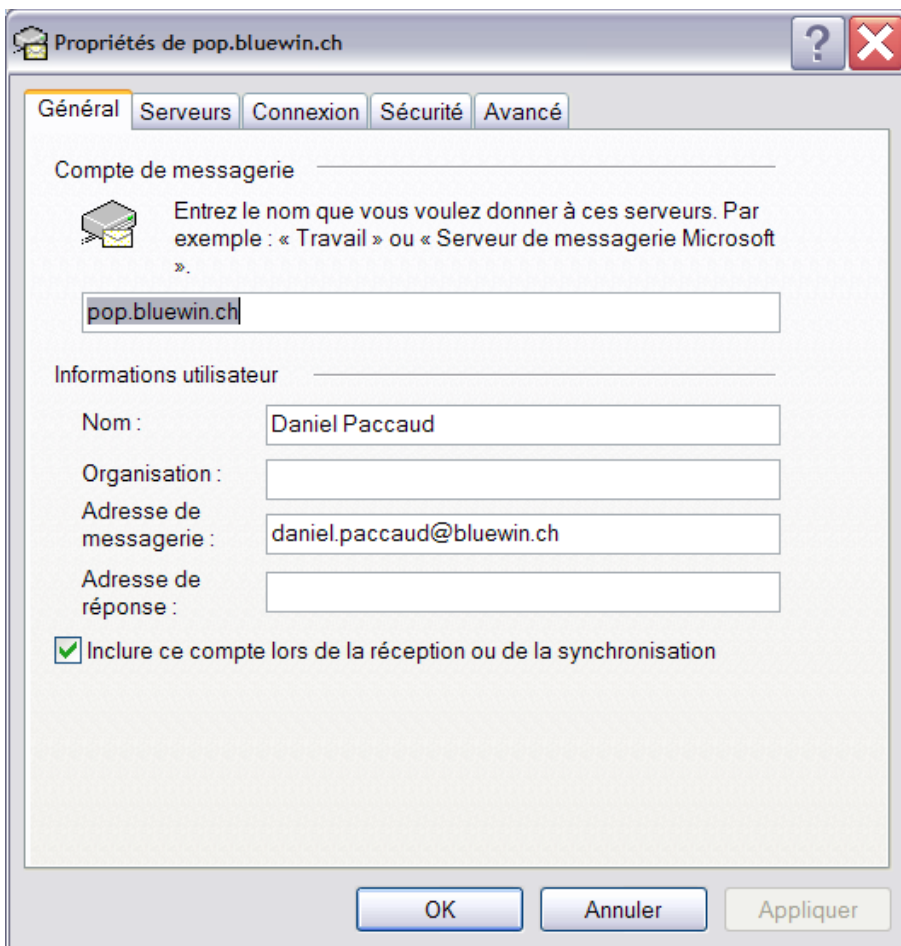 Propriétés de pop.bluewin.ch
Général Serveurs Connexion Sécurité Avancé
Compte de messagerie
Entrez le nom que vous voulez donner à ces serveurs. Par
exemple : « Travail » ou « Serveur de messagerie Microsoft
».
pop.bluewin.ch
Informations utilisateur
Nom : Daniel Paccaud
Organisation :
Adresse de
messagerie : daniel.paccaud@bluewin.ch
Adresse de
réponse :
Inclure ce compte lors de la réception ou de la synchronisation
OK Annuler Appliquer